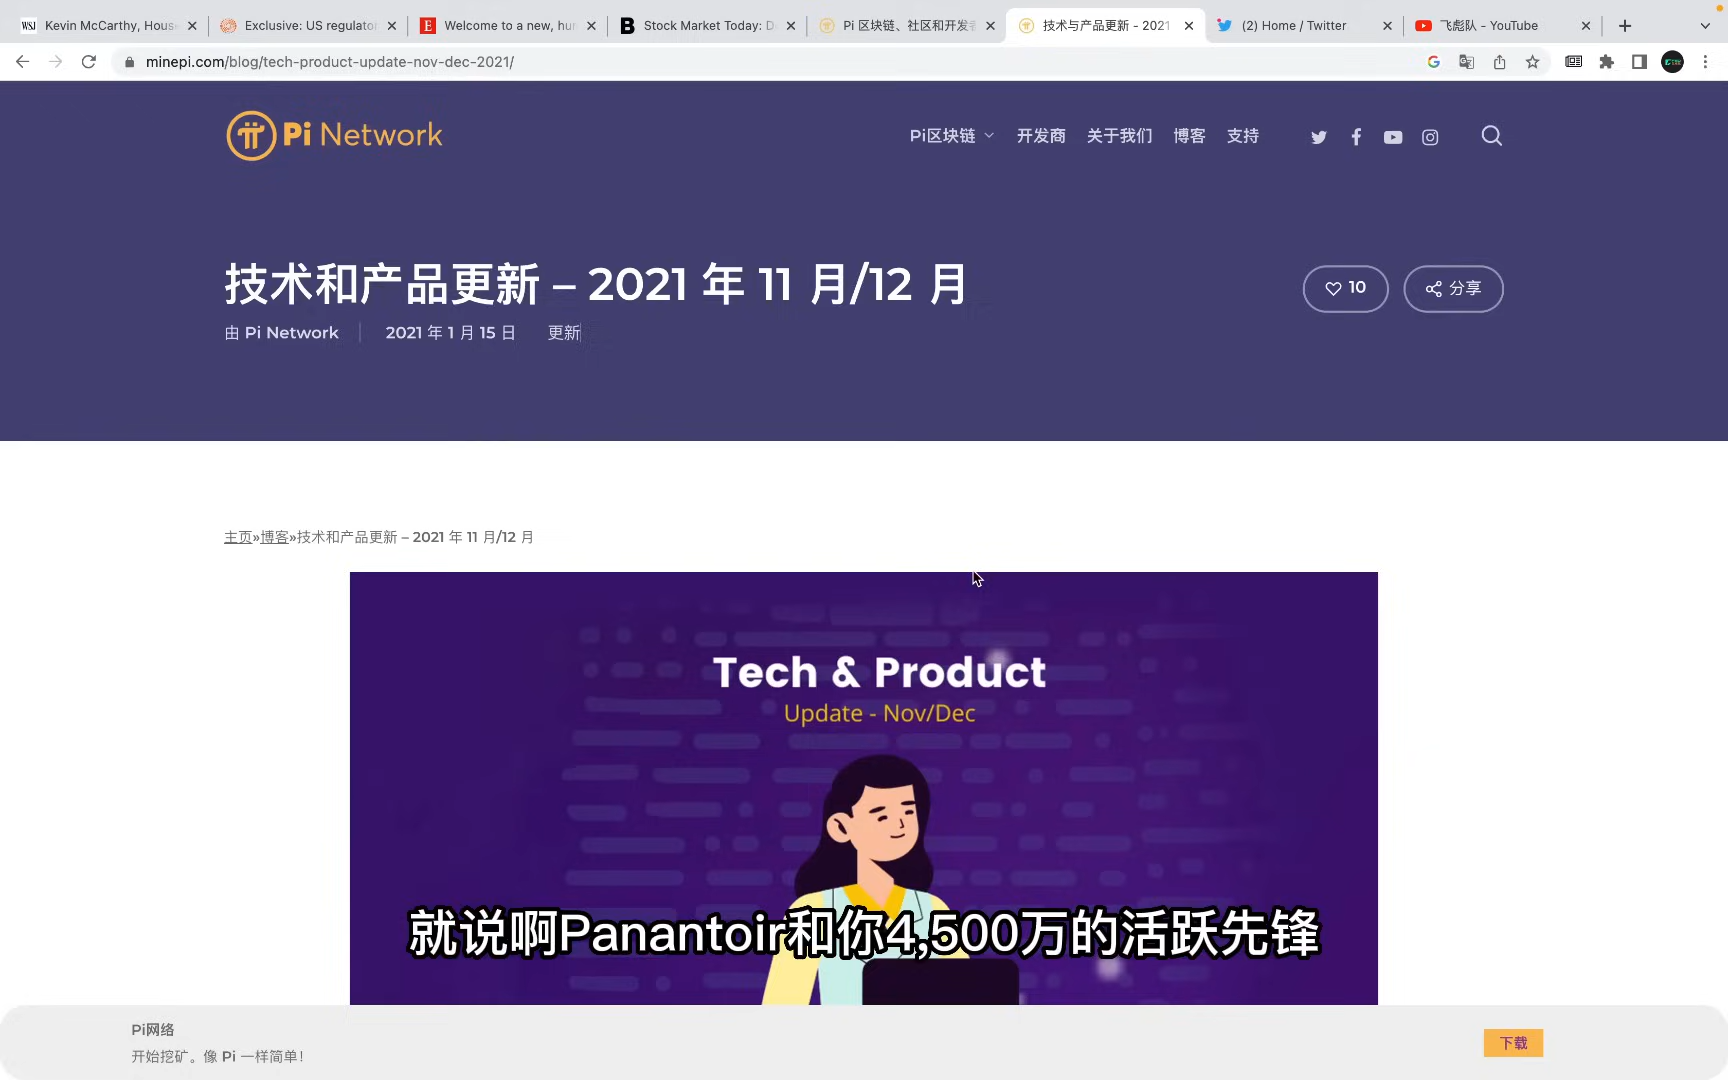 WSJ Kevin McCarthy, House
Exclusive: US regulator
E Welcome to a new, hu
B Stock Market Today: D
Pi 区块链、社区和开发者
技术与产品更新 - 2021
(2) Home / Twitter
飞彪队 - YouTube
minepi.com/blog/tech-product-update-nov-dec-2021/
Pi Network
Pi区块链
开发商
关于我们
博客
支持
技术和产品更新 – 2021 年 11 月/12 月
10
分享
由 Pi Network
2021 年 1 月 15 日
更新
主页»博客»技术和产品更新 – 2021 年 11 月/12 月
Tech & Product
Update - Nov/Dec
就说啊Panantoir和你4,500万的活跃先锋
Pi网络
开始挖矿。像 Pi 一样简单！
下载